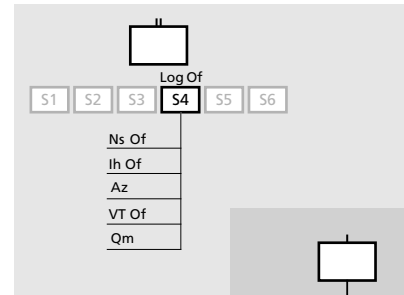 Log Of
S1 S2 S3 S4 S5 S6
Ns Of
Ih Of
Az
VT Of
Qm